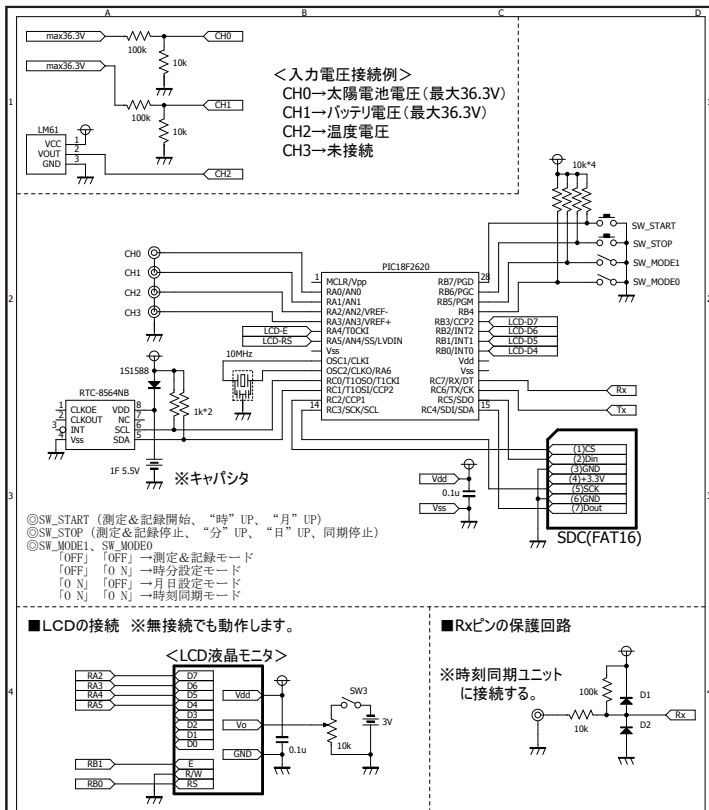 A B C D
max36.3V
100k
CH0
10k
max36.3V
100k
CH1
10k
LM61
VCC 1
VOUT 2
GND 3
CH2
＜入力電圧接続例＞
CH0→太陽電池電圧（最大36.3V）
CH1→バッテリ電圧（最大36.3V）
CH2→温度電圧
CH3→未接続
1
1
10k*4
SW_START
SW_STOP
SW_MODE1
SW_MODE0
CH0
CH1
CH2
CH3
PIC18F2620
1
28
14
15
MCLR/Vpp
RA0/AN0
RA1/AN1
RA2/AN2/VREF-
RA3/AN3/VREF+
RA4/T0CKI
RA5/AN4/SS/LVDIN
Vss
OSC1/CLKI
OSC2/CLKO/RA6
RC0/T1OSO/T1CKI
RC1/T1OSI/CCP2
RC2/CCP1
RC3/SCK/SCL
RB7/PGD
RB6/PGC
RB5/PGM
RB4
RB3/CCP2
RB2/INT2
RB1/INT1
RB0/INT0
Vdd
Vss
RC7/RX/DT
RC6/TX/CK
RC5/SDO
RC4/SDI/SDA
LCD-E
LCD-RS
LCD-D7
LCD-D6
LCD-D5
LCD-D4
2
2
10MHz
Rx
Tx
1S1588
RTC-8564NB
1 CLKOE VDD 8
2 CLKOUT NC 7
3 INT SCL 6
4 Vss SDA 5
1k*2
1F 5.5V
※キャパシタ
Vdd
0.1u
Vss
(1)CS
(2)Din
(3)GND
(4)+3.3V
(5)SCK
(6)GND
(7)Dout
SDC(FAT16)
3
3
◎SW_START（測定＆記録開始、“時”UP、“月”UP）
◎SW_STOP（測定＆記録停止、“分”UP、“日”UP、同期停止）
◎SW_MODE1、SW_MODE0
「OFF」「OFF」→測定＆記録モード
「OFF」「O N」→時分設定モード
「O N」「OFF」→月日設定モード
「O N」「O N」→時刻同期モード
■LCDの接続 ※無接続でも動作します。
＜LCD液晶モニタ＞
RA2
RA3
RA4
RA5
RB1
RB0
D7
D6
D5
D4
D3
D2
D1
D0
E
R/W
RS
Vdd
Vo
GND
0.1u
10k
SW3
3V
4
4
■Rxピンの保護回路
※時刻同期ユニット
に接続する。
100k
10k
D1
D2
Rx